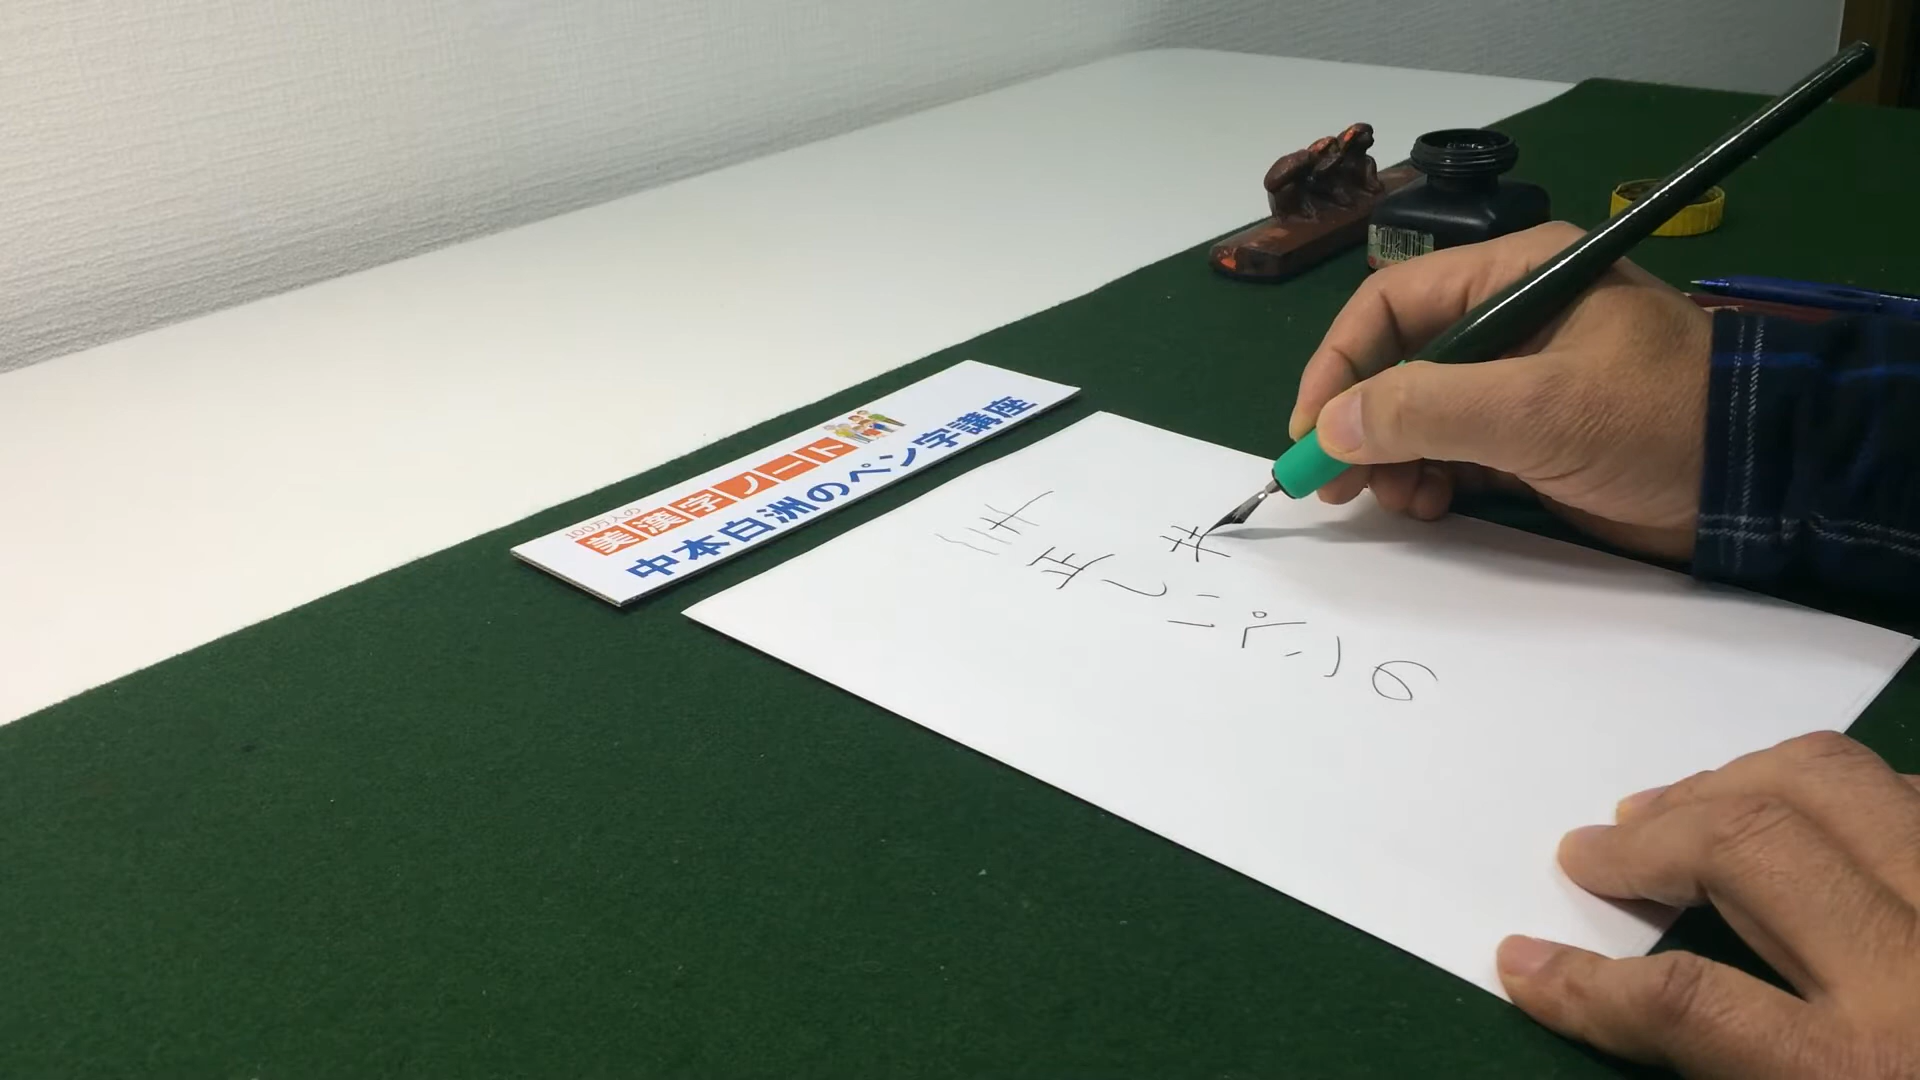 100万人の
美漢字ノート
中本白洲のペン字講座
正しいペンの